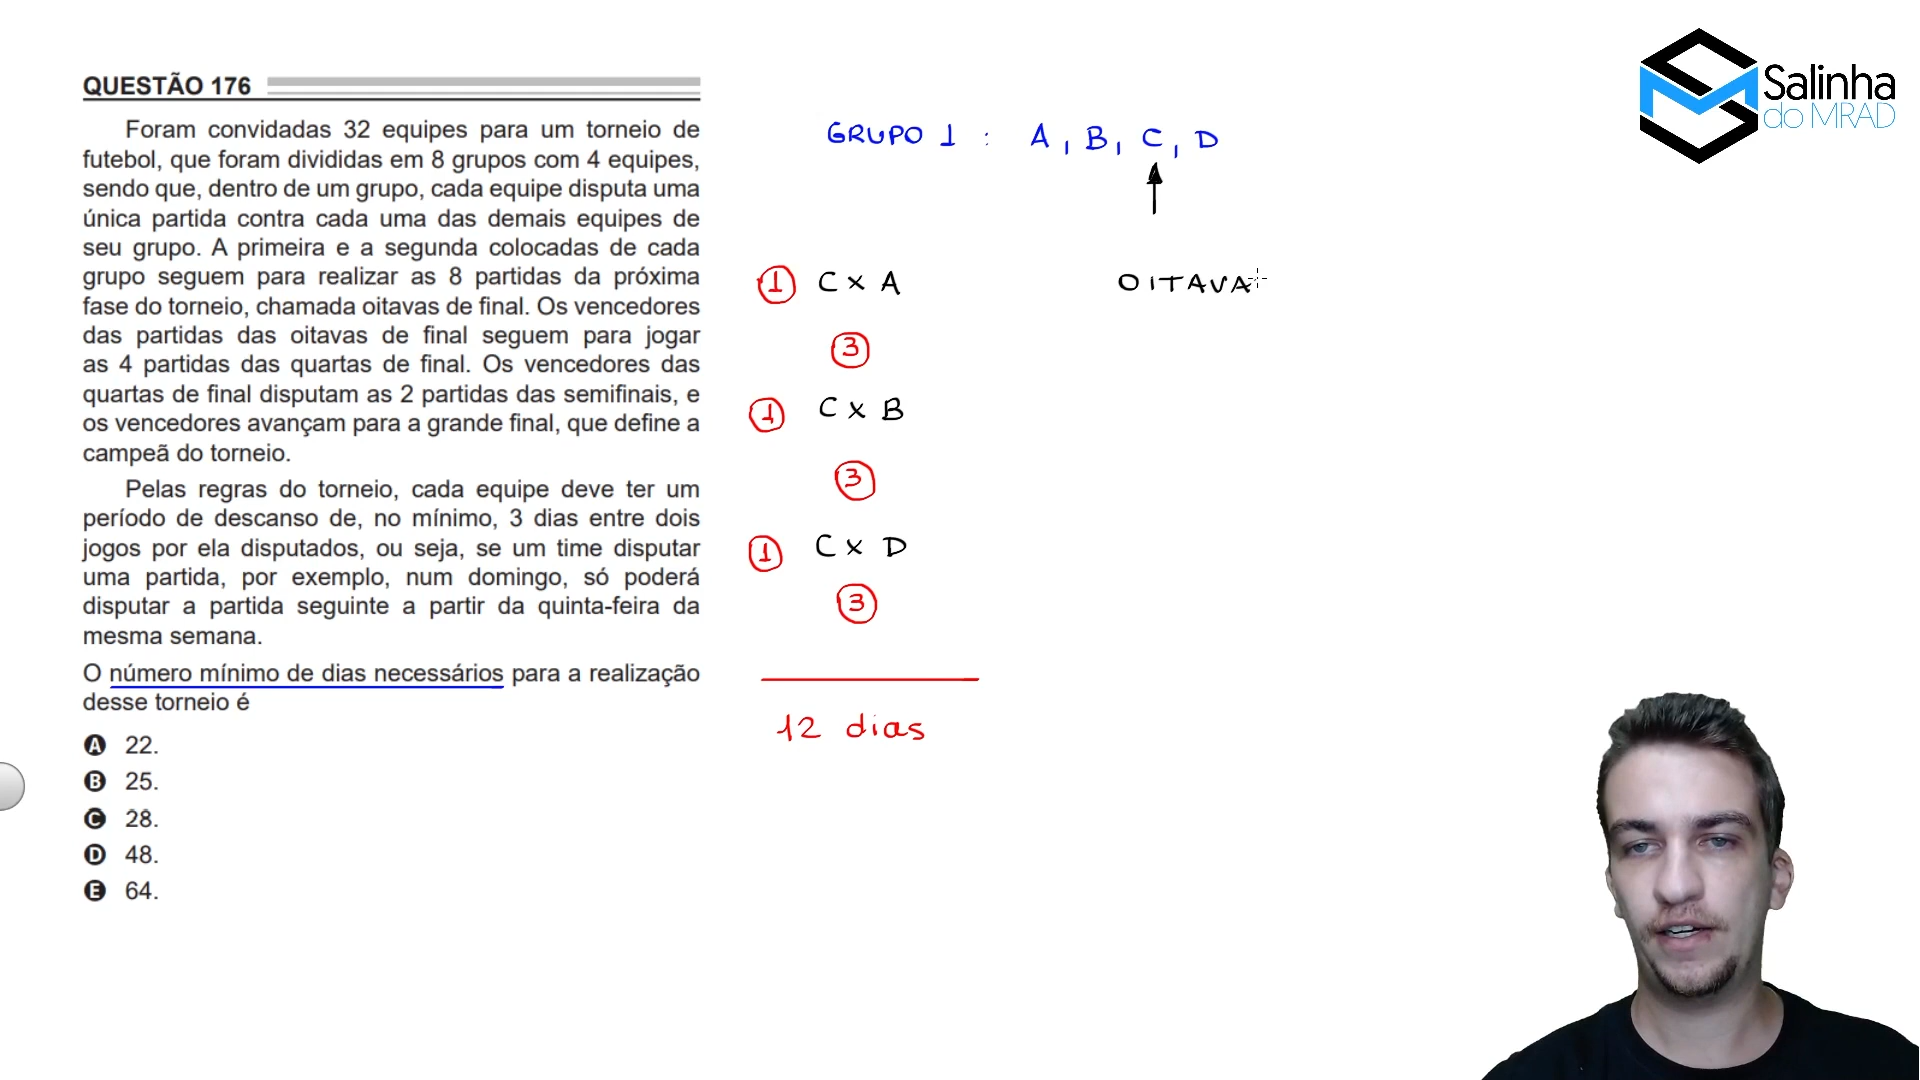 QUESTÃO 176
Foram convidadas 32 equipes para um torneio de
futebol, que foram divididas em 8 grupos com 4 equipes,
sendo que, dentro de um grupo, cada equipe disputa uma
única partida contra cada uma das demais equipes de
seu grupo. A primeira e a segunda colocadas de cada
grupo seguem para realizar as 8 partidas da próxima
fase do torneio, chamada oitavas de final. Os vencedores
das partidas das oitavas de final seguem para jogar
as 4 partidas das quartas de final. Os vencedores das
quartas de final disputam as 2 partidas das semifinais, e
os vencedores avançam para a grande final, que define a
campeã do torneio.
Pelas regras do torneio, cada equipe deve ter um
período de descanso de, no mínimo, 3 dias entre dois
jogos por ela disputados, ou seja, se um time disputar
uma partida, por exemplo, num domingo, só poderá
disputar a partida seguinte a partir da quinta-feira da
mesma semana.
O número mínimo de dias necessários para a realização
desse torneio é
A 22.
B 25.
C 28.
D 48.
E 64.
GRUPO 1 : A, B, C, D
1 C x A
3
1 C x B
3
1 C x D
3
12 dias
OITAVA
Salinha
do MRAD